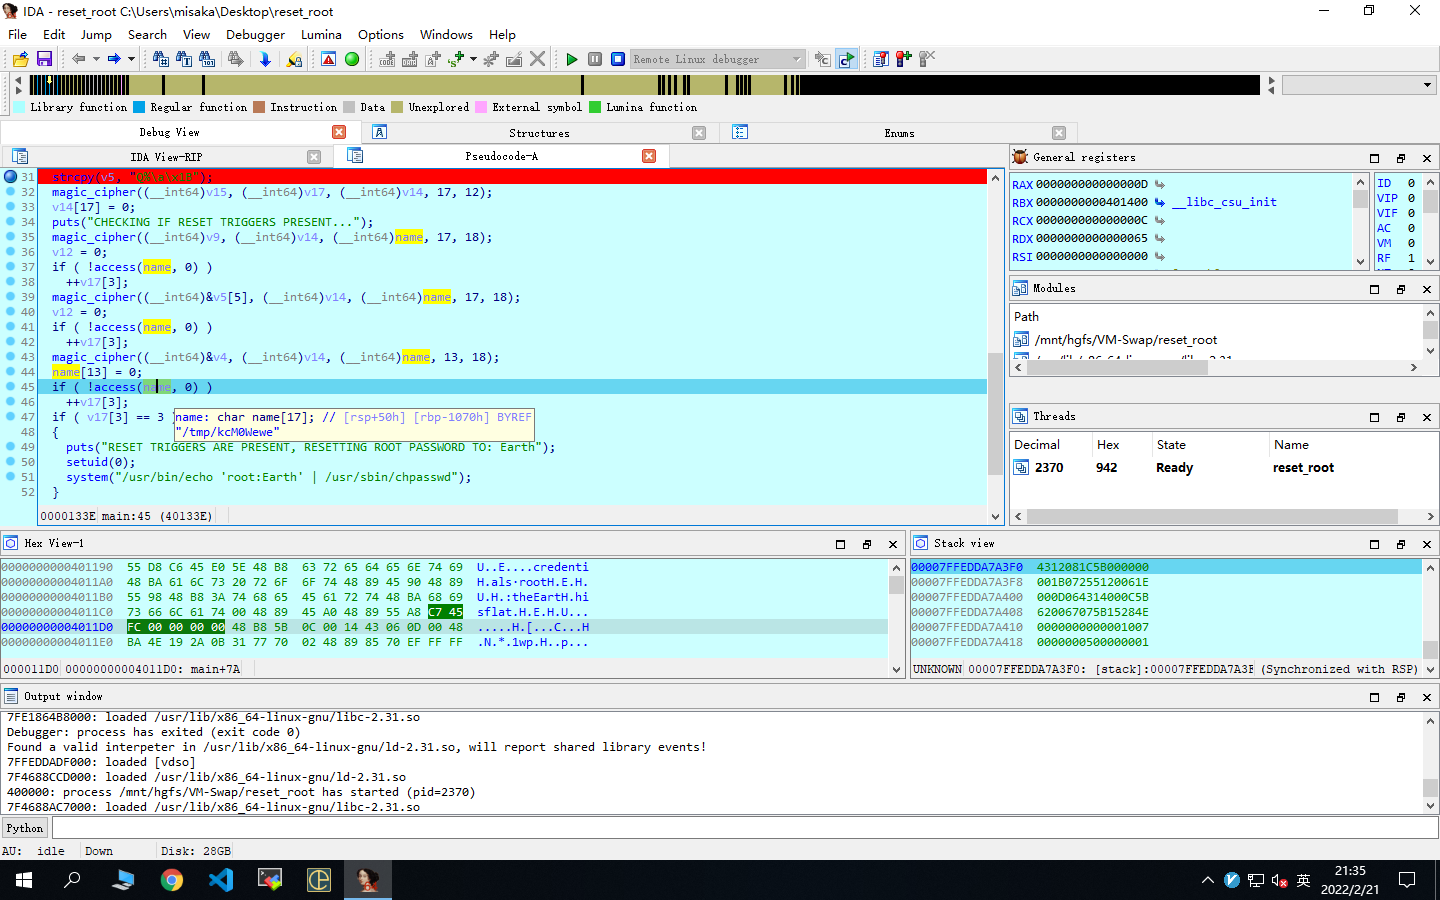 IDA - reset_root C:\Users\misaka\Desktop\reset_root
File Edit Jump Search View Debugger Lumina Options Windows Help
Remote Linux debugger
Library function Regular function Instruction Data Unexplored External symbol Lumina function
Debug View Structures Enums
IDA View-RIP Pseudocode-A
31 strcpy(v5,
32 magic_cipher((__int64)v15, (__int64)v17, (__int64)v14, 17, 12);
33 v14[17] = 0;
34 puts("CHECKING IF RESET TRIGGERS PRESENT...");
35 magic_cipher((__int64)v9, (__int64)v14, (__int64)name, 17, 18);
36 v12 = 0;
37 if ( !access(name, 0) )
38 ++v17[3];
39 magic_cipher((__int64)&v5[5], (__int64)v14, (__int64)name, 17, 18);
40 v12 = 0;
41 if ( !access(name, 0) )
42 ++v17[3];
43 magic_cipher((__int64)&v4, (__int64)v14, (__int64)name, 13, 18);
44 name[13] = 0;
45 if ( !access(name, 0) )
46 ++v17[3];
47 if ( v17[3] == 3 )
name: char name[17]; // [rsp+50h] [rbp-1070h] BYREF
"/tmp/kcM0Wewe"
48 {
49 puts("RESET TRIGGERS ARE PRESENT, RESETTING ROOT PASSWORD TO: Earth");
50 setuid(0);
51 system("/usr/bin/echo 'root:Earth' | /usr/sbin/chpasswd");
52 }
0000133E main:45 (40133E)
General registers
RAX 000000000000000D
RBX 0000000000401400 __libc_csu_init
RCX 000000000000000C
RDX 0000000000000065
RSI 0000000000000000
ID 0
VIP 0
VIF 0
AC 0
VM 0
RF 1
Modules
Path
/mnt/hgfs/VM-Swap/reset_root
Threads
Decimal Hex State Name
2370 942 Ready reset_root
Hex View-1
0000000000401190 55 D8 C6 45 E0 5E 48 B8 63 72 65 64 65 6E 74 69 U..E....credenti
00000000004011A0 48 BA 61 6C 73 20 72 6F 6F 74 48 89 45 90 48 89 H.als·rootH.E.H.
00000000004011B0 55 98 48 B8 3A 74 68 65 45 61 72 74 48 BA 68 69 U.H.:theEartH.hi
00000000004011C0 73 66 6C 61 74 00 48 89 45 A0 48 89 55 A8 C7 45 sflat.H.E.H.U...
00000000004011D0 FC 00 00 00 00 48 B8 5B 0C 00 14 43 06 0D 00 48 .....H.[...C...H
00000000004011E0 BA 4E 19 2A 0B 31 77 70 02 48 89 85 70 EF FF FF .N.*.1wp.H..p...
000011D0 00000000004011D0: main+7A
Stack view
00007FFEDDA7A3F0 4312081C5B000000
00007FFEDDA7A3F8 001B07255120061E
00007FFEDDA7A400 000D064314000C5B
00007FFEDDA7A408 620067075B15284E
00007FFEDDA7A410 0000000000001007
00007FFEDDA7A418 0000000500000001
UNKNOWN 00007FFEDDA7A3F0: [stack]:00007FFEDDA7A3F (Synchronized with RSP)
Output window
7FE1864B8000: loaded /usr/lib/x86_64-linux-gnu/libc-2.31.so
Debugger: process has exited (exit code 0)
Found a valid interpeter in /usr/lib/x86_64-linux-gnu/ld-2.31.so, will report shared library events!
7FFEDDADF000: loaded [vdso]
7F4688CCD000: loaded /usr/lib/x86_64-linux-gnu/ld-2.31.so
400000: process /mnt/hgfs/VM-Swap/reset_root has started (pid=2370)
7F4688AC7000: loaded /usr/lib/x86_64-linux-gnu/libc-2.31.so
Python
AU: idle Down Disk: 28GB
英
21:35
2022/2/21